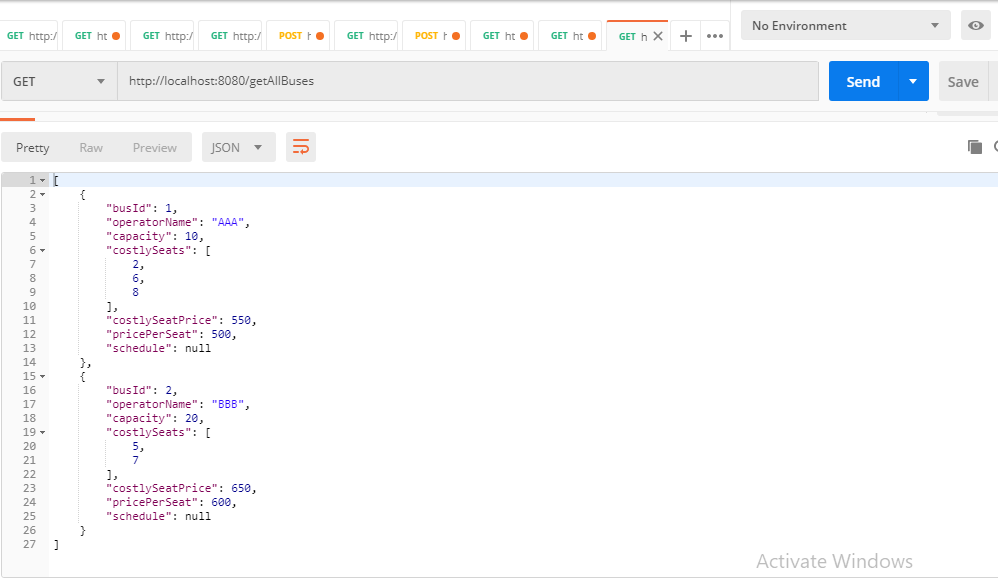 GET http:/ GET ht GET http:/ GET http:/ POST h GET http:/ POST h GET ht GET ht GET h
No Environment
GET http://localhost:8080/getAllBuses Send Save
Pretty Raw Preview JSON
1 [
2 {
3 "busId": 1,
4 "operatorName": "AAA",
5 "capacity": 10,
6 "costlySeats": [
7 2,
8 6,
9 8
10 ],
11 "costlySeatPrice": 550,
12 "pricePerSeat": 500,
13 "schedule": null
14 },
15 {
16 "busId": 2,
17 "operatorName": "BBB",
18 "capacity": 20,
19 "costlySeats": [
20 5,
21 7
22 ],
23 "costlySeatPrice": 650,
24 "pricePerSeat": 600,
25 "schedule": null
26 }
27 ]
Activate Windows